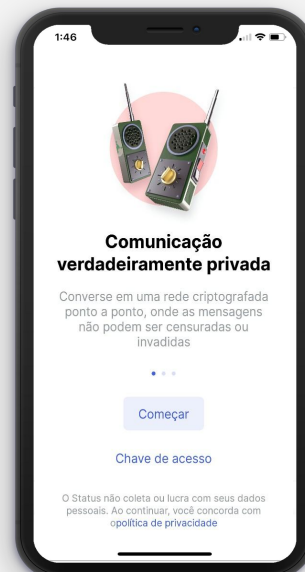 1:46
Comunicação
verdadeiramente privada
Converse em uma rede criptografada
ponto a ponto, onde as mensagens
não podem ser censuradas ou
invadidas
Começar
Chave de acesso
O Status não coleta ou lucra com seus dados
pessoais. Ao continuar, você concorda com
opolítica de privacidade